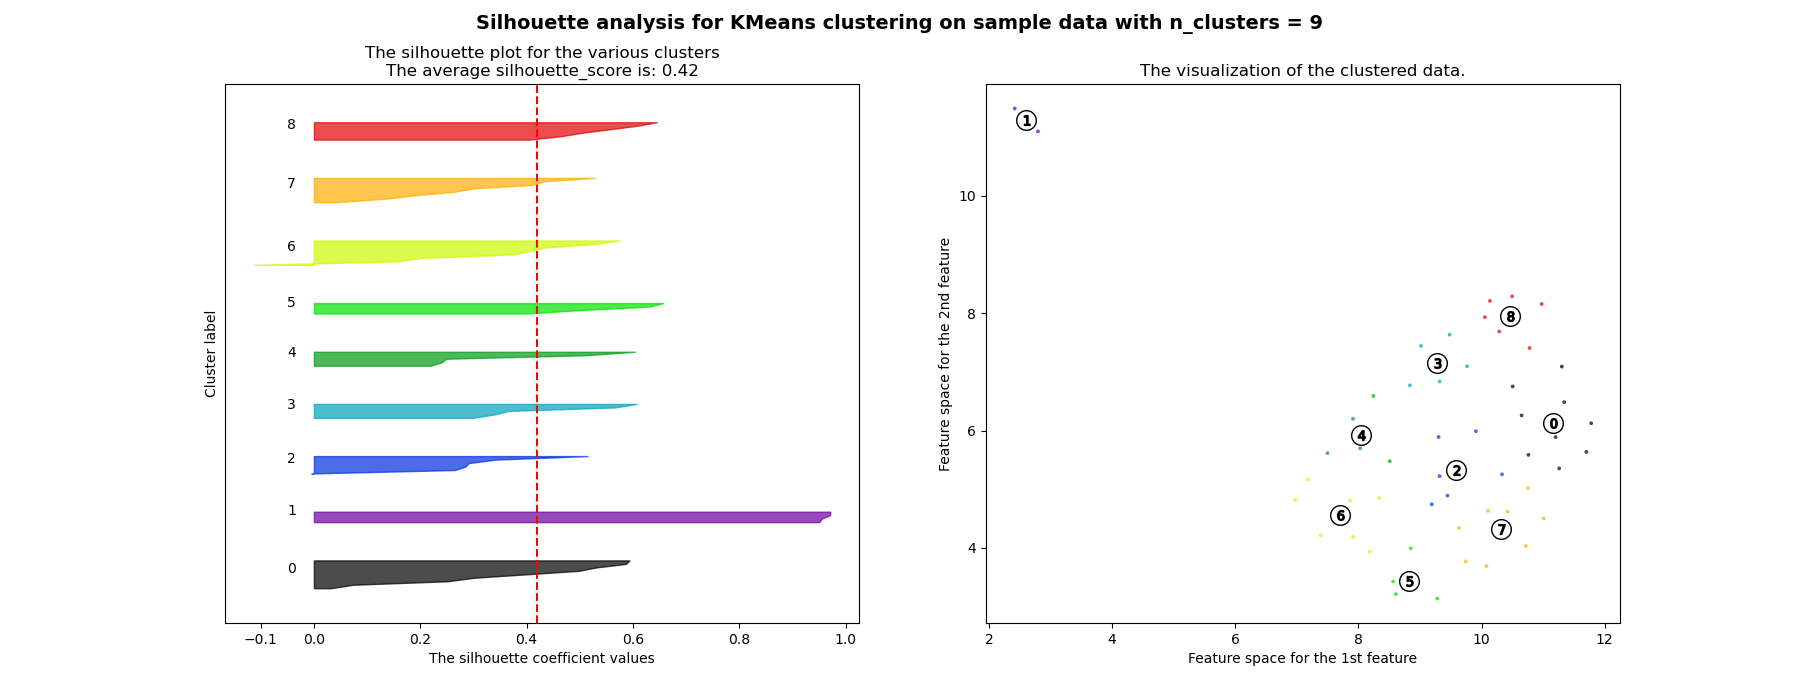 Silhouette analysis for KMeans clustering on sample data with n_clusters = 9
The silhouette plot for the various clusters
The average silhouette_score is: 0.42
8
7
6
5
4
3
2
1
0
Cluster label
−0.1 0.0 0.2 0.4 0.6 0.8 1.0
The silhouette coefficient values
The visualization of the clustered data.
10
8
6
4
Feature space for the 2nd feature
1
8
3
0
4
2
6
7
5
2 4 6 8 10 12
Feature space for the 1st feature